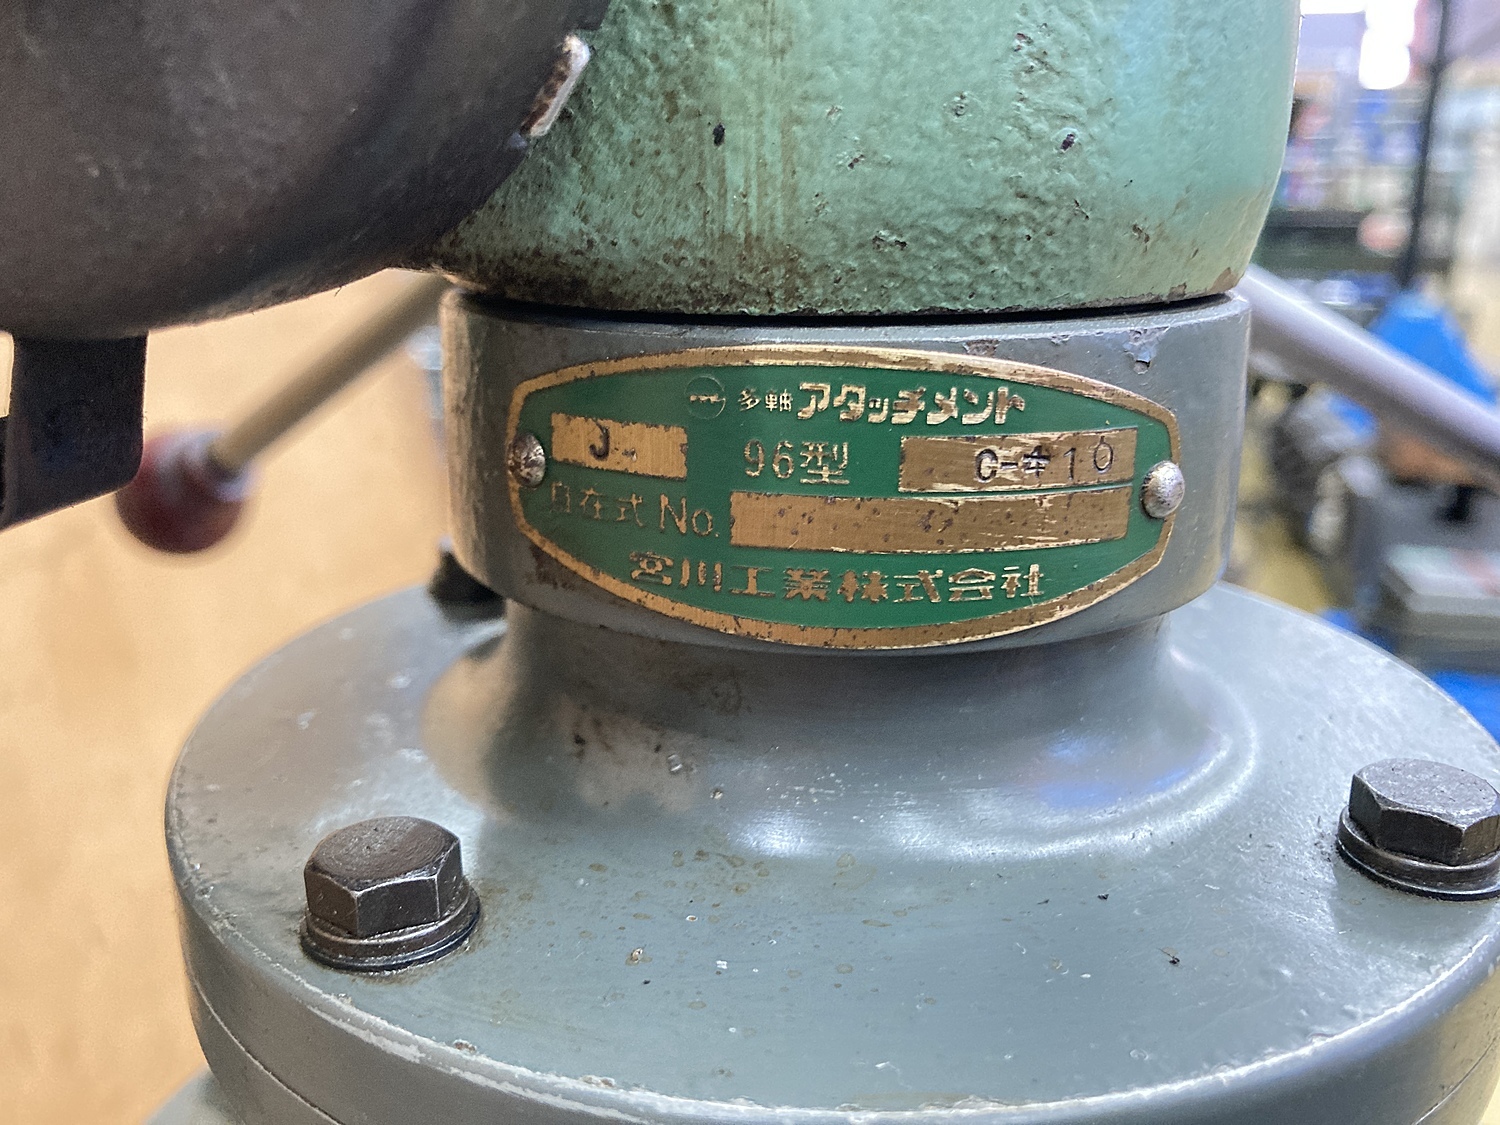 多軸アタッチメント
J 96型 C-410
自在式 No.
宮川工業株式会社